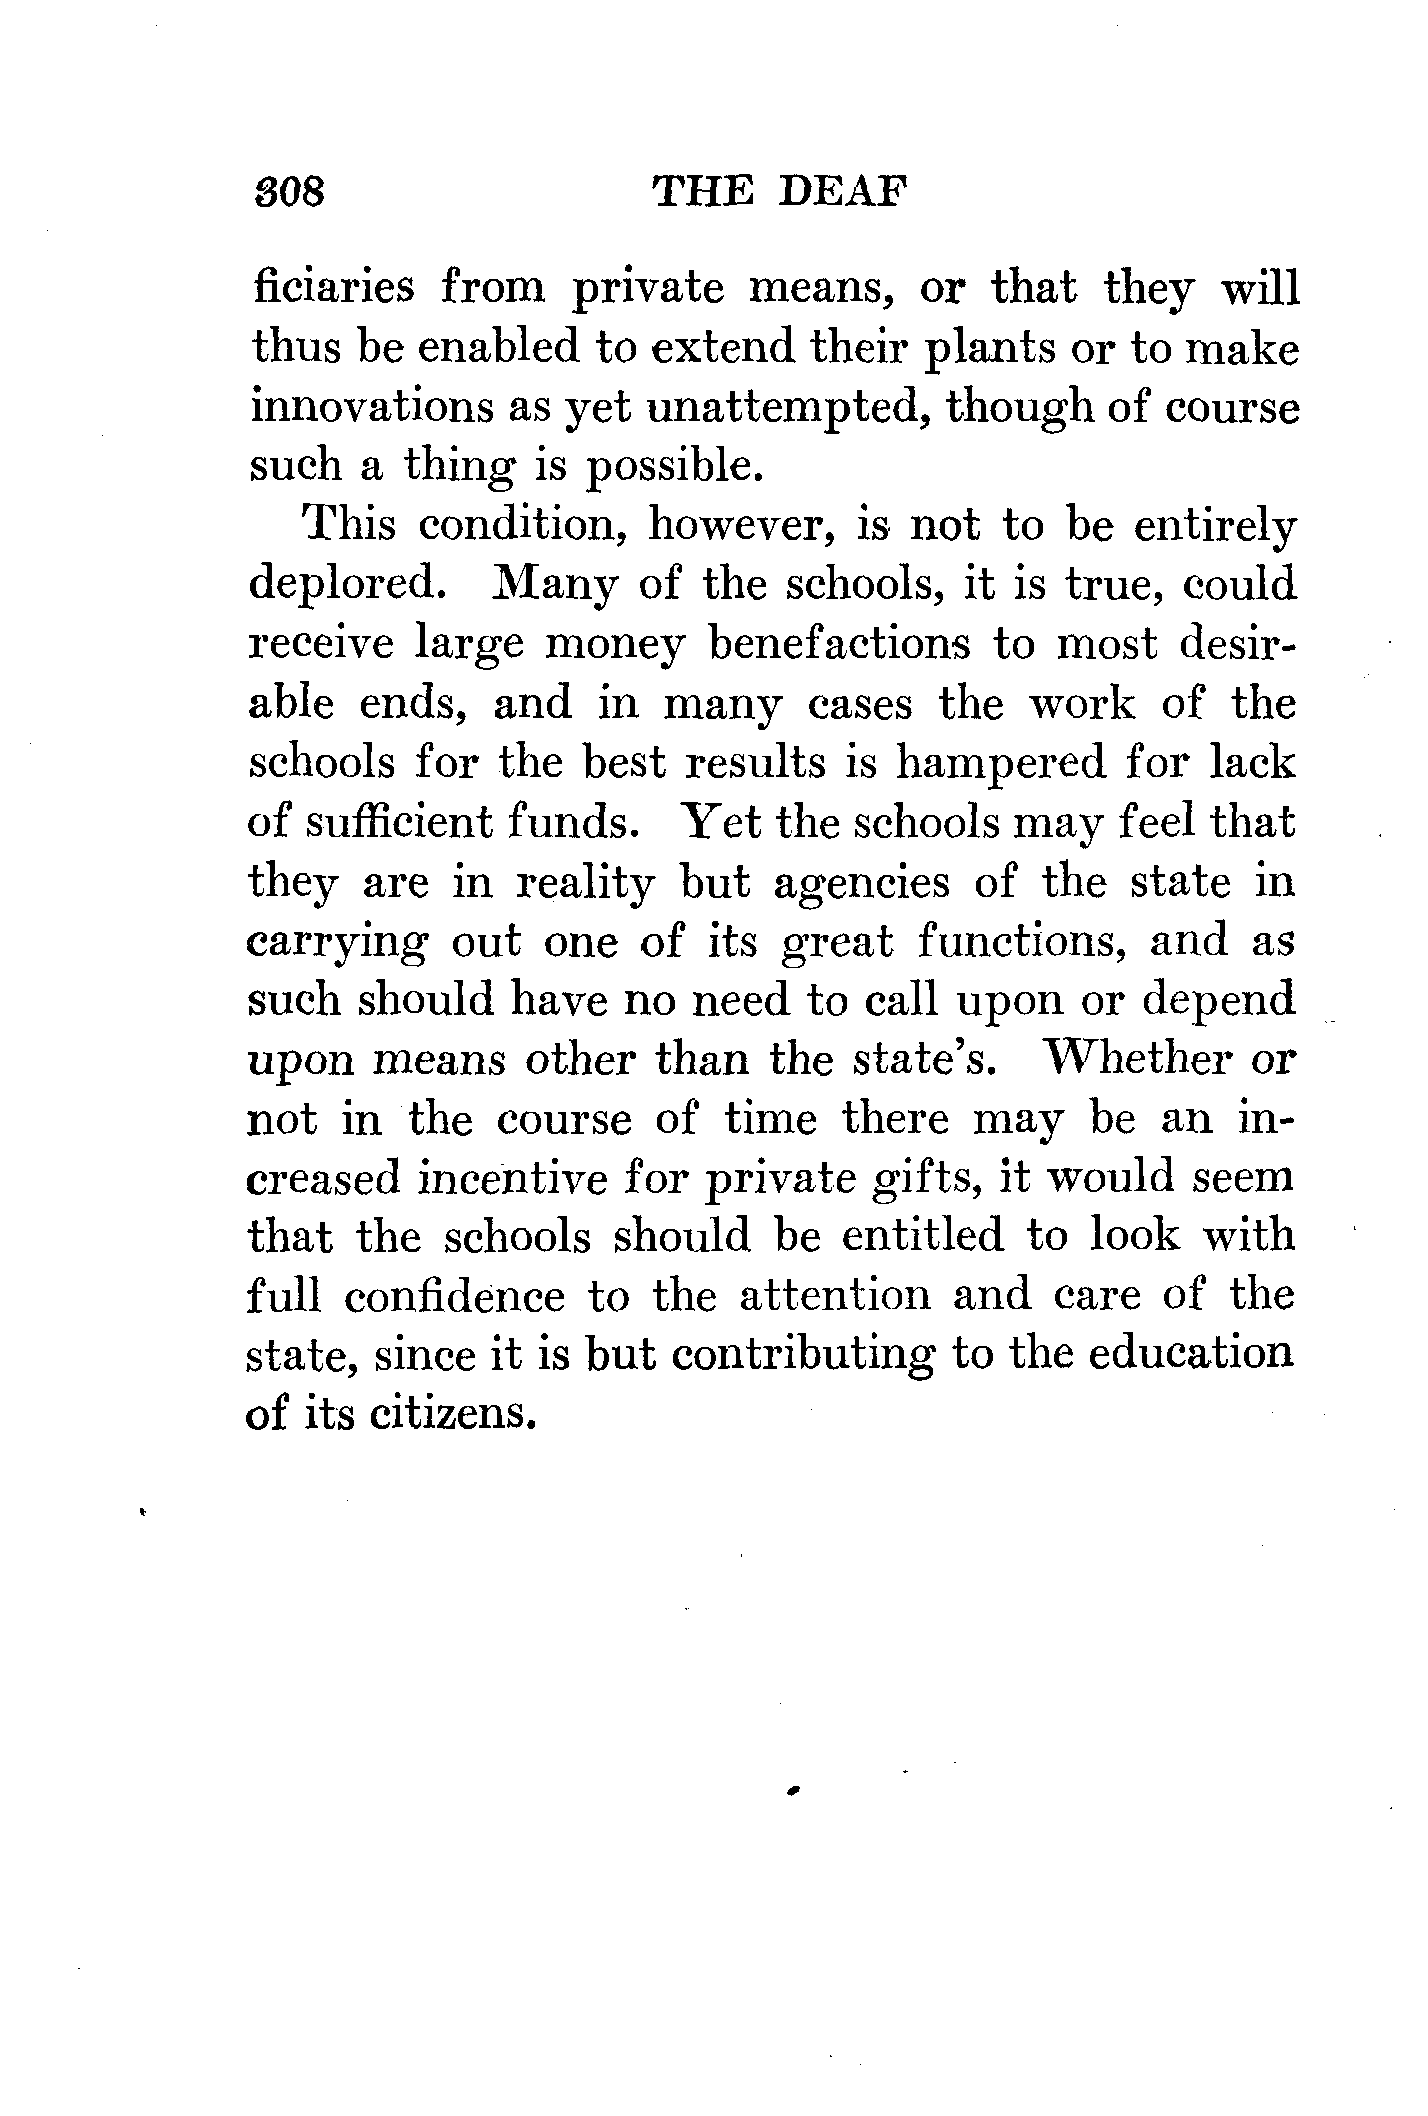 308 THE DEAF
ficiaries from private means, or that they will
thus be enabled to extend their plants or to make
innovations as yet unattempted, though of course
such a thing is possible.
This condition, however, is not to be entirely
deplored. Many of the schools, it is true, could
receive large money benefactions to most desir-
able ends, and in many cases the work of the
schools for the best results is hampered for lack
of sufficient funds. Yet the schools may feel that
they are in reality but agencies of the state in
carrying out one of its great functions, and as
such should have no need to call upon or depend
upon means other than the state's. Whether or
not in the course of time there may be an in-
creased incentive for private gifts, it would seem
that the schools should be entitled to look with
full confidence to the attention and care of the
state, since it is but contributing to the education
of its citizens.